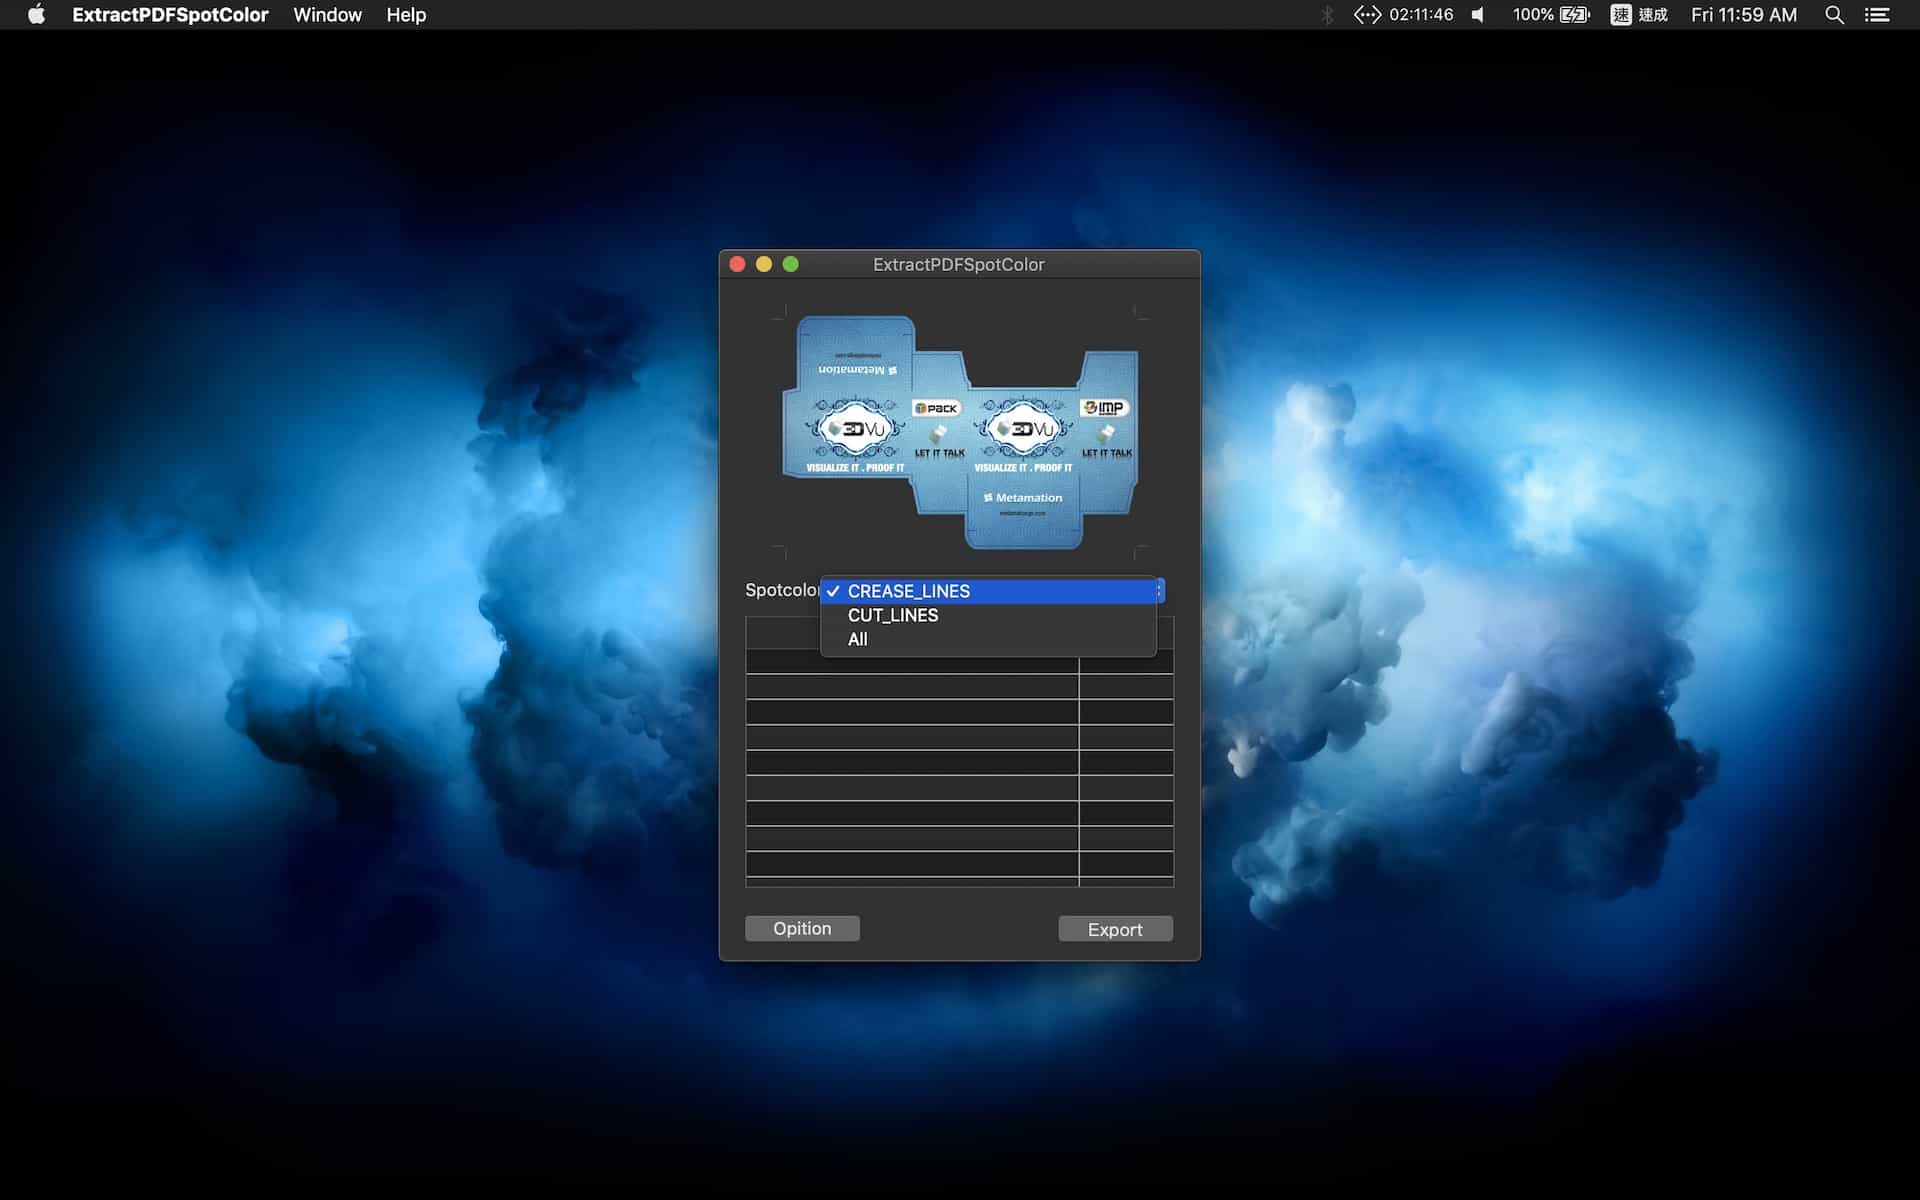 ExtractPDFSpotColor Window Help 02:11:46 100% 速 速成 Fri 11:59 AM
ExtractPDFSpotColor
Metamation
3DVu
PACK
3DVu
IMP
LET IT TALK
LET IT TALK
VISUALIZE IT . PROOF IT
VISUALIZE IT . PROOF IT
Metamation
Spotcolor
CREASE_LINES
CUT_LINES
All
Opition
Export